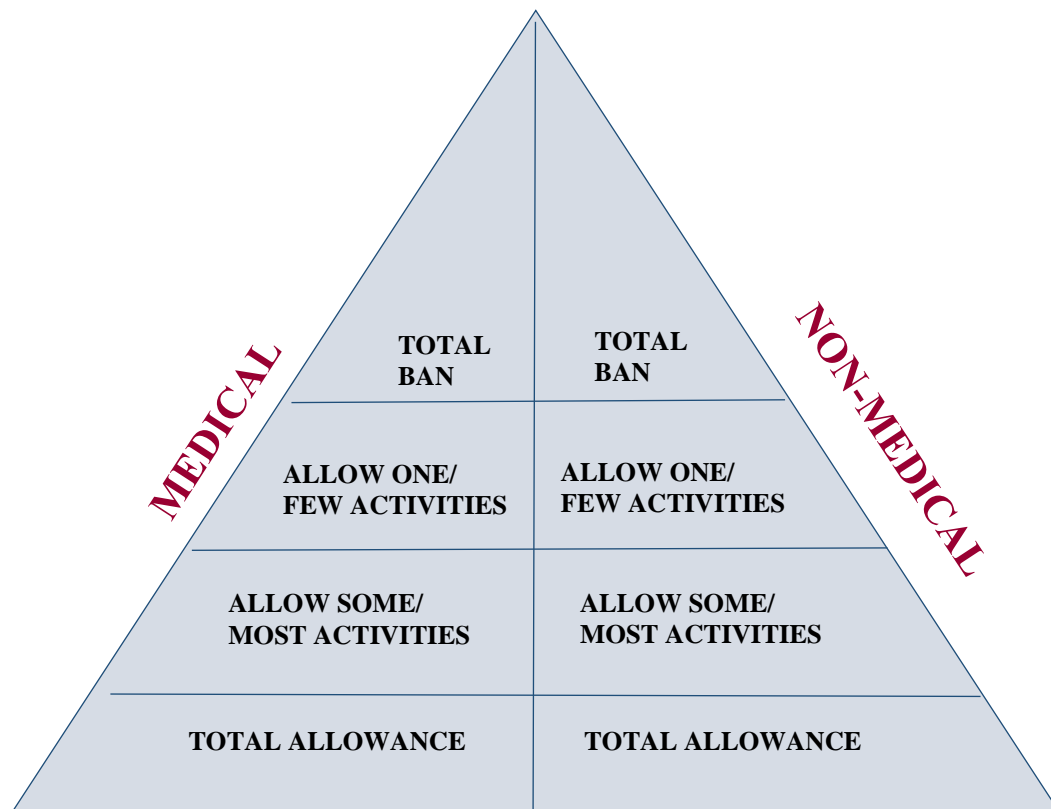 MEDICAL
NON-MEDICAL
TOTAL
BAN
TOTAL
BAN
ALLOW ONE/
FEW ACTIVITIES
ALLOW ONE/
FEW ACTIVITIES
ALLOW SOME/
MOST ACTIVITIES
ALLOW SOME/
MOST ACTIVITIES
TOTAL ALLOWANCE
TOTAL ALLOWANCE